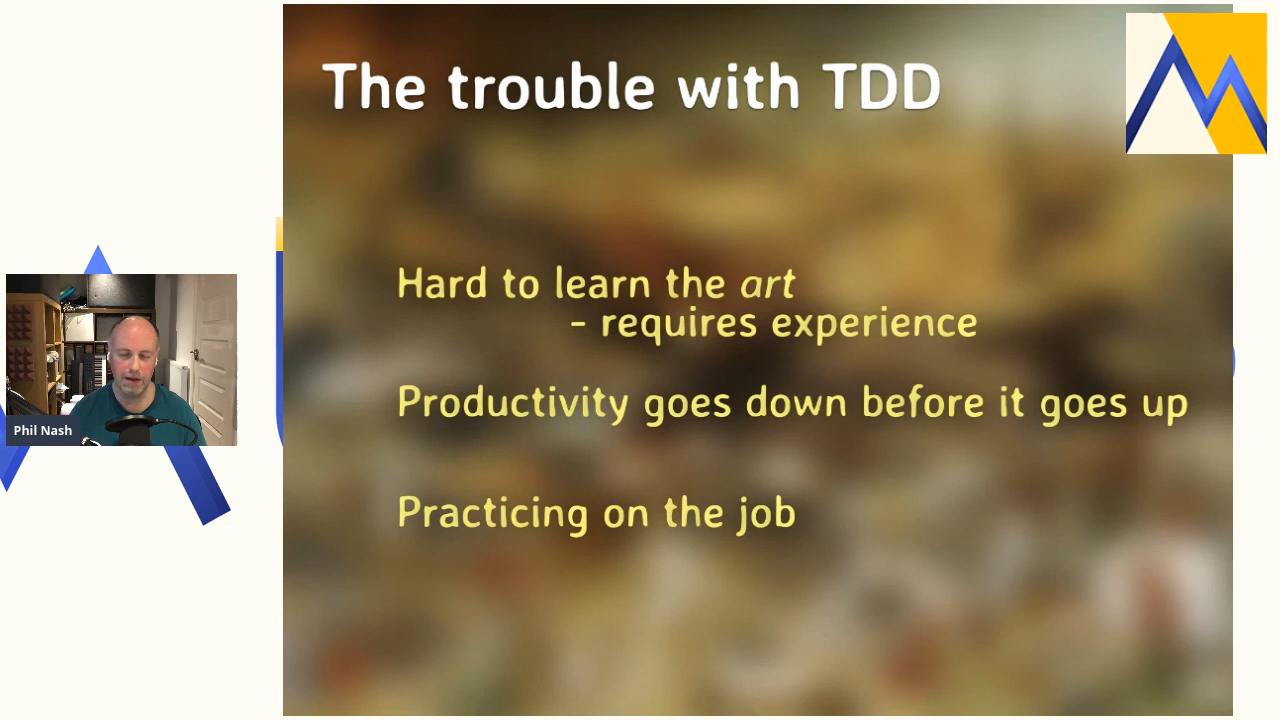 The trouble with TDD
Hard to learn the art
- requires experience
Productivity goes down before it goes up
Practicing on the job
Phil Nash